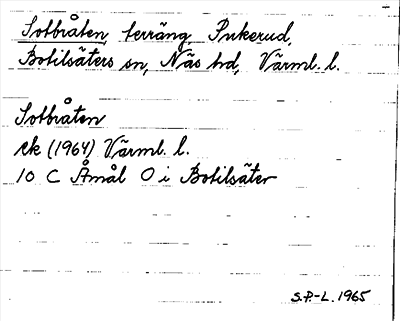 Sotbråten, terräng, Pukerud,
Botilsäters sn, Näs hd, Värml. l.
Sotbråten
ek (1964) Värml. l.
10 C Åmål O i Botilsäter
S.P.-L. 1965